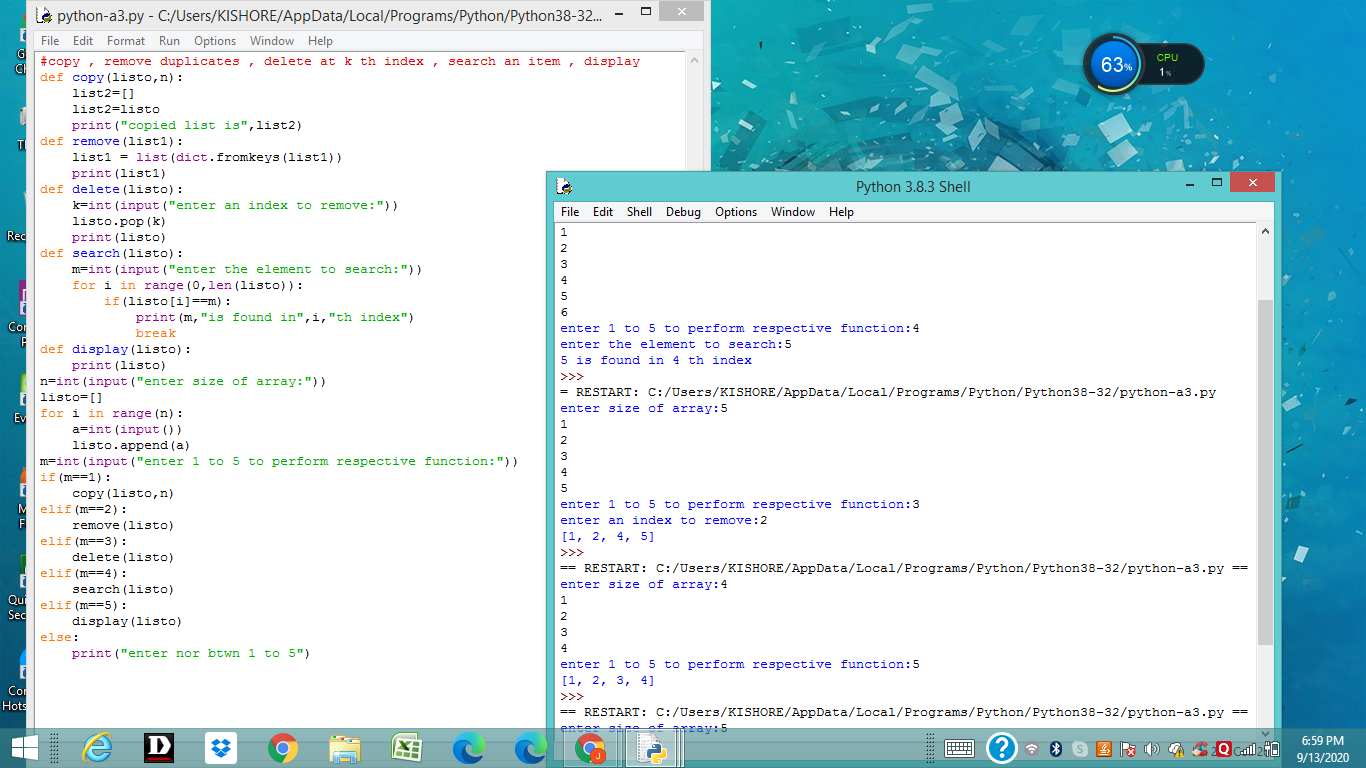 python-a3.py - C:/Users/KISHORE/AppData/Local/Programs/Python/Python38-32...
File Edit Format Run Options Window Help
#copy , remove duplicates , delete at k th index , search an item , display
def copy(listo,n):
    list2=[]
    list2=listo
    print("copied list is",list2)
def remove(list1):
    list1 = list(dict.fromkeys(list1))
    print(list1)
def delete(listo):
    k=int(input("enter an index to remove:"))
    listo.pop(k)
    print(listo)
def search(listo):
    m=int(input("enter the element to search:"))
    for i in range(0,len(listo)):
        if(listo[i]==m):
            print(m,"is found in",i,"th index")
            break
def display(listo):
    print(listo)
n=int(input("enter size of array:"))
listo=[]
for i in range(n):
    a=int(input())
    listo.append(a)
m=int(input("enter 1 to 5 to perform respective function:"))
if(m==1):
    copy(listo,n)
elif(m==2):
    remove(listo)
elif(m==3):
    delete(listo)
elif(m==4):
    search(listo)
elif(m==5):
    display(listo)
else:
    print("enter nor btwn 1 to 5")
63%
CPU
1%
Python 3.8.3 Shell
File Edit Shell Debug Options Window Help
1
2
3
4
5
6
enter 1 to 5 to perform respective function:4
enter the element to search:5
5 is found in 4 th index
>>>
= RESTART: C:/Users/KISHORE/AppData/Local/Programs/Python/Python38-32/python-a3.py
enter size of array:5
1
2
3
4
5
enter 1 to 5 to perform respective function:3
enter an index to remove:2
[1, 2, 4, 5]
>>>
== RESTART: C:/Users/KISHORE/AppData/Local/Programs/Python/Python38-32/python-a3.py ==
enter size of array:4
1
2
3
4
enter 1 to 5 to perform respective function:5
[1, 2, 3, 4]
>>>
== RESTART: C:/Users/KISHORE/AppData/Local/Programs/Python/Python38-32/python-a3.py ==
enter size of array:5
6:59 PM
9/13/2020